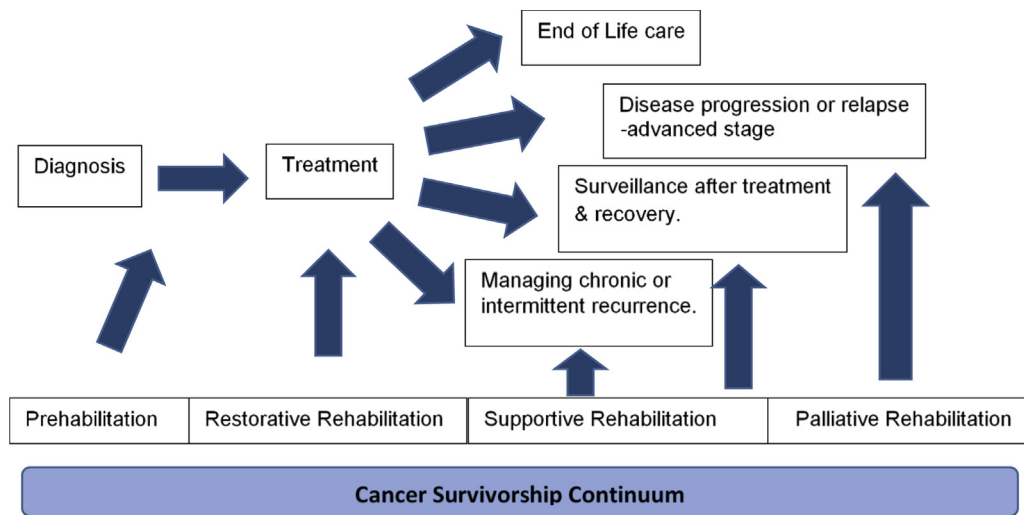 End of Life care
Disease progression or relapse
-advanced stage
Diagnosis
Treatment
Surveillance after treatment
& recovery.
Managing chronic or
intermittent recurrence.
Prehabilitation
Restorative Rehabilitation
Supportive Rehabilitation
Palliative Rehabilitation
Cancer Survivorship Continuum